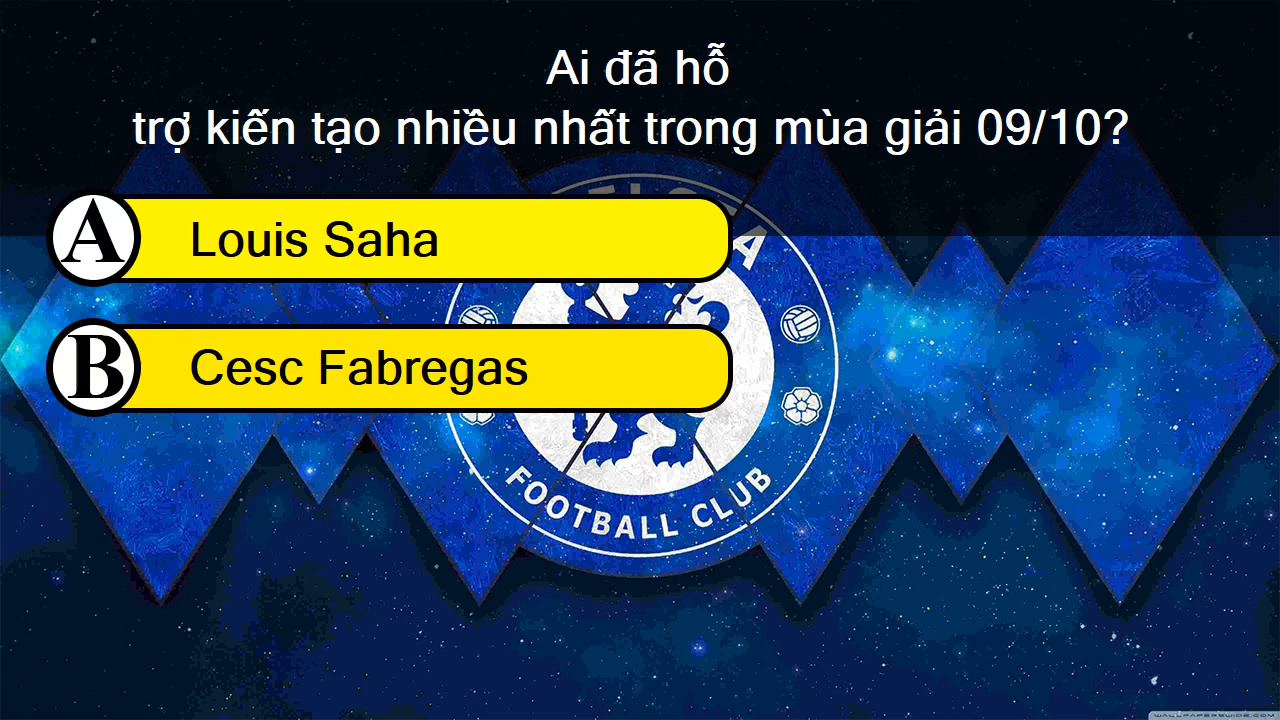 Ai đã hỗ
trợ kiến tạo nhiều nhất trong mùa giải 09/10?
A
Louis Saha
B
Cesc Fabregas
FOOTBALL CLUB